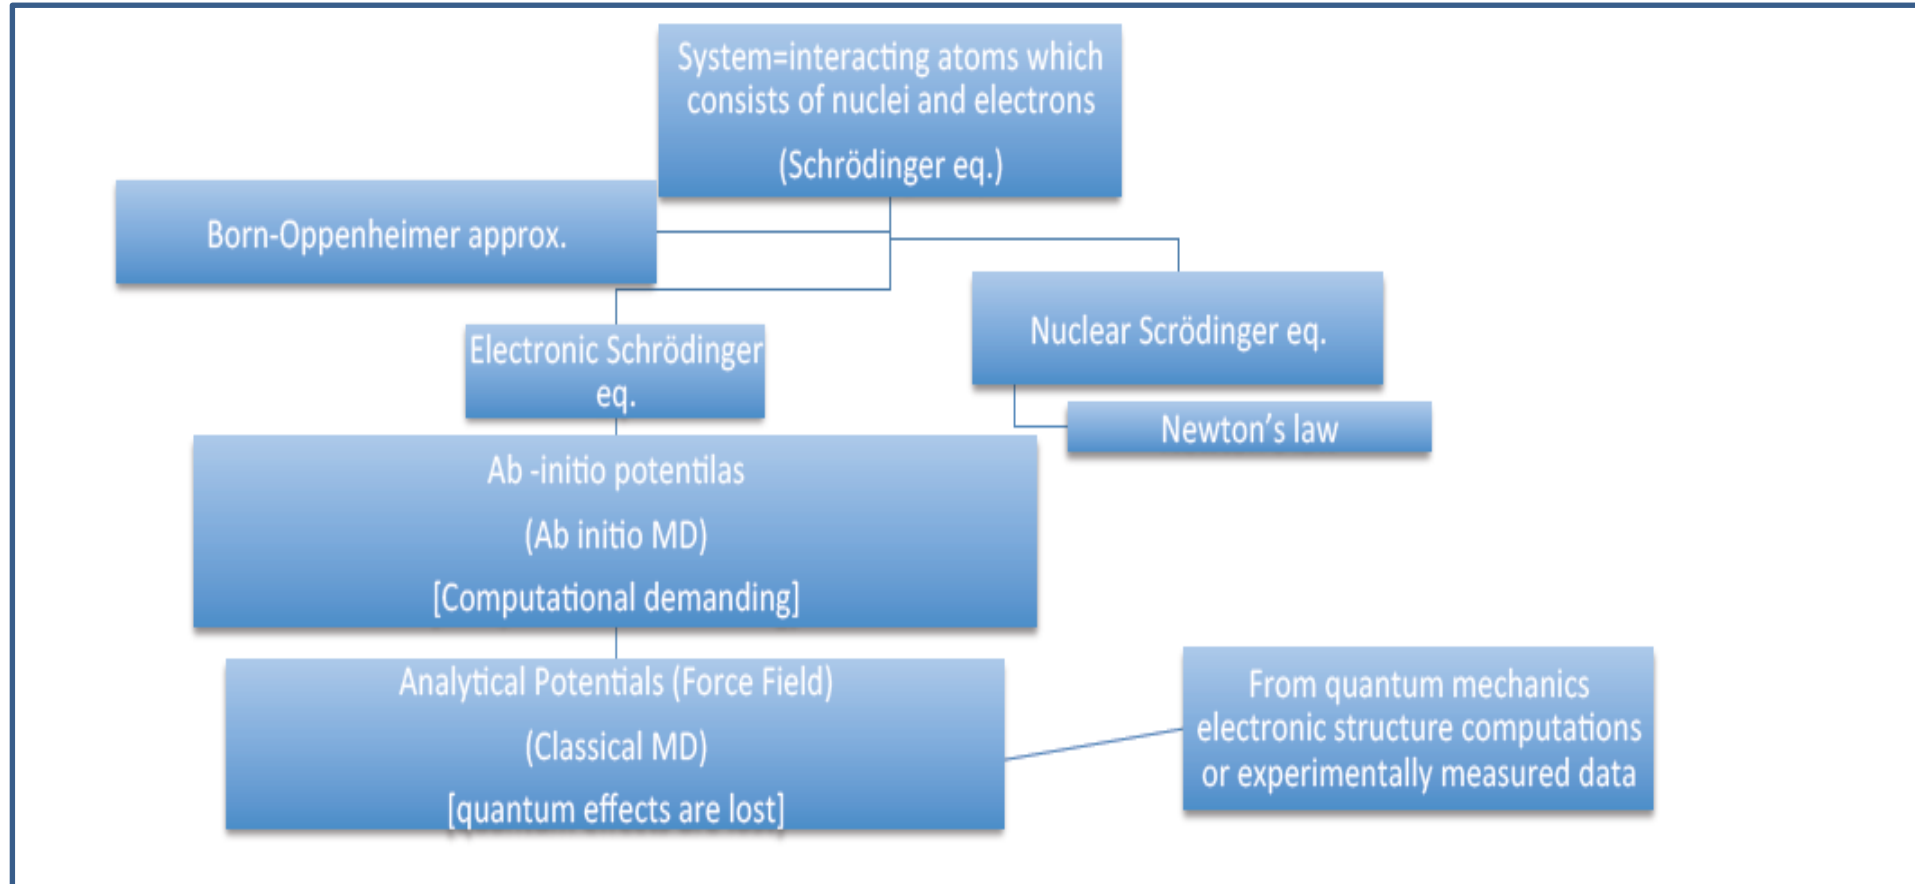 System=interacting atoms which
consists of nuclei and electrons
(Schrödinger eq.)
Born-Oppenheimer approx.
Nuclear Scrödinger eq.
Electronic Schrödinger
eq.
Newton’s law
Ab -initio potentilas
(Ab initio MD)
[Computational demanding]
Analytical Potentials (Force Field)
(Classical MD)
[quantum effects are lost]
From quantum mechanics
electronic structure computations
or experimentally measured data